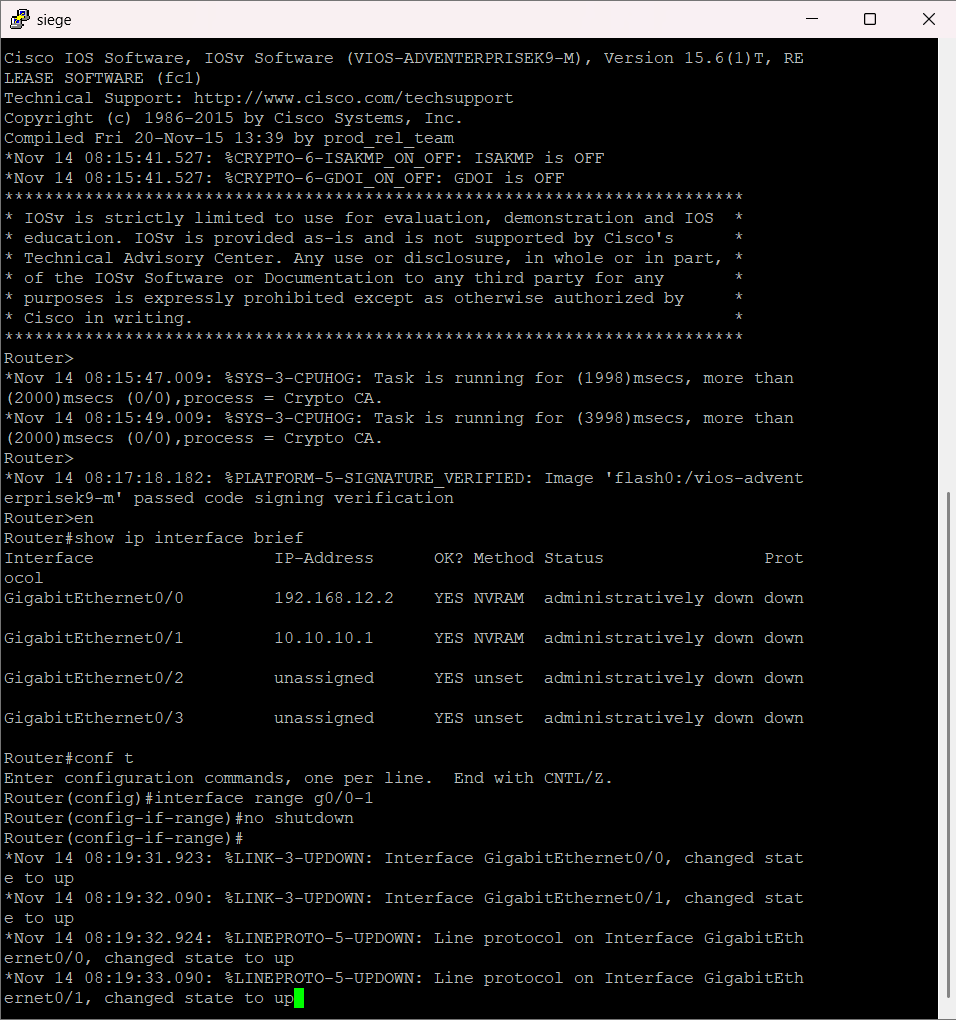 siege
Cisco IOS Software, IOSv Software (VIOS-ADVENTERPRISEK9-M), Version 15.6(1)T, RE
LEASE SOFTWARE (fc1)
Technical Support: http://www.cisco.com/techsupport
Copyright (c) 1986-2015 by Cisco Systems, Inc.
Compiled Fri 20-Nov-15 13:39 by prod_rel_team
*Nov 14 08:15:41.527: %CRYPTO-6-ISAKMP_ON_OFF: ISAKMP is OFF
*Nov 14 08:15:41.527: %CRYPTO-6-GDOI_ON_OFF: GDOI is OFF
**************************************************************************
* IOSv is strictly limited to use for evaluation, demonstration and IOS  *
* education. IOSv is provided as-is and is not supported by Cisco's      *
* Technical Advisory Center. Any use or disclosure, in whole or in part, *
* of the IOSv Software or Documentation to any third party for any       *
* purposes is expressly prohibited except as otherwise authorized by     *
* Cisco in writing.                                                      *
**************************************************************************
Router>
*Nov 14 08:15:47.009: %SYS-3-CPUHOG: Task is running for (1998)msecs, more than
(2000)msecs (0/0),process = Crypto CA.
*Nov 14 08:15:49.009: %SYS-3-CPUHOG: Task is running for (3998)msecs, more than
(2000)msecs (0/0),process = Crypto CA.
Router>
*Nov 14 08:17:18.182: %PLATFORM-5-SIGNATURE_VERIFIED: Image 'flash0:/vios-advent
erprisek9-m' passed code signing verification
Router>en
Router#show ip interface brief
Interface                  IP-Address      OK? Method Status                Prot
ocol
GigabitEthernet0/0         192.168.12.2    YES NVRAM  administratively down down
GigabitEthernet0/1         10.10.10.1      YES NVRAM  administratively down down
GigabitEthernet0/2         unassigned      YES unset  administratively down down
GigabitEthernet0/3         unassigned      YES unset  administratively down down
Router#conf t
Enter configuration commands, one per line.  End with CNTL/Z.
Router(config)#interface range g0/0-1
Router(config-if-range)#no shutdown
Router(config-if-range)#
*Nov 14 08:19:31.923: %LINK-3-UPDOWN: Interface GigabitEthernet0/0, changed stat
e to up
*Nov 14 08:19:32.090: %LINK-3-UPDOWN: Interface GigabitEthernet0/1, changed stat
e to up
*Nov 14 08:19:32.924: %LINEPROTO-5-UPDOWN: Line protocol on Interface GigabitEth
ernet0/0, changed state to up
*Nov 14 08:19:33.090: %LINEPROTO-5-UPDOWN: Line protocol on Interface GigabitEth
ernet0/1, changed state to up